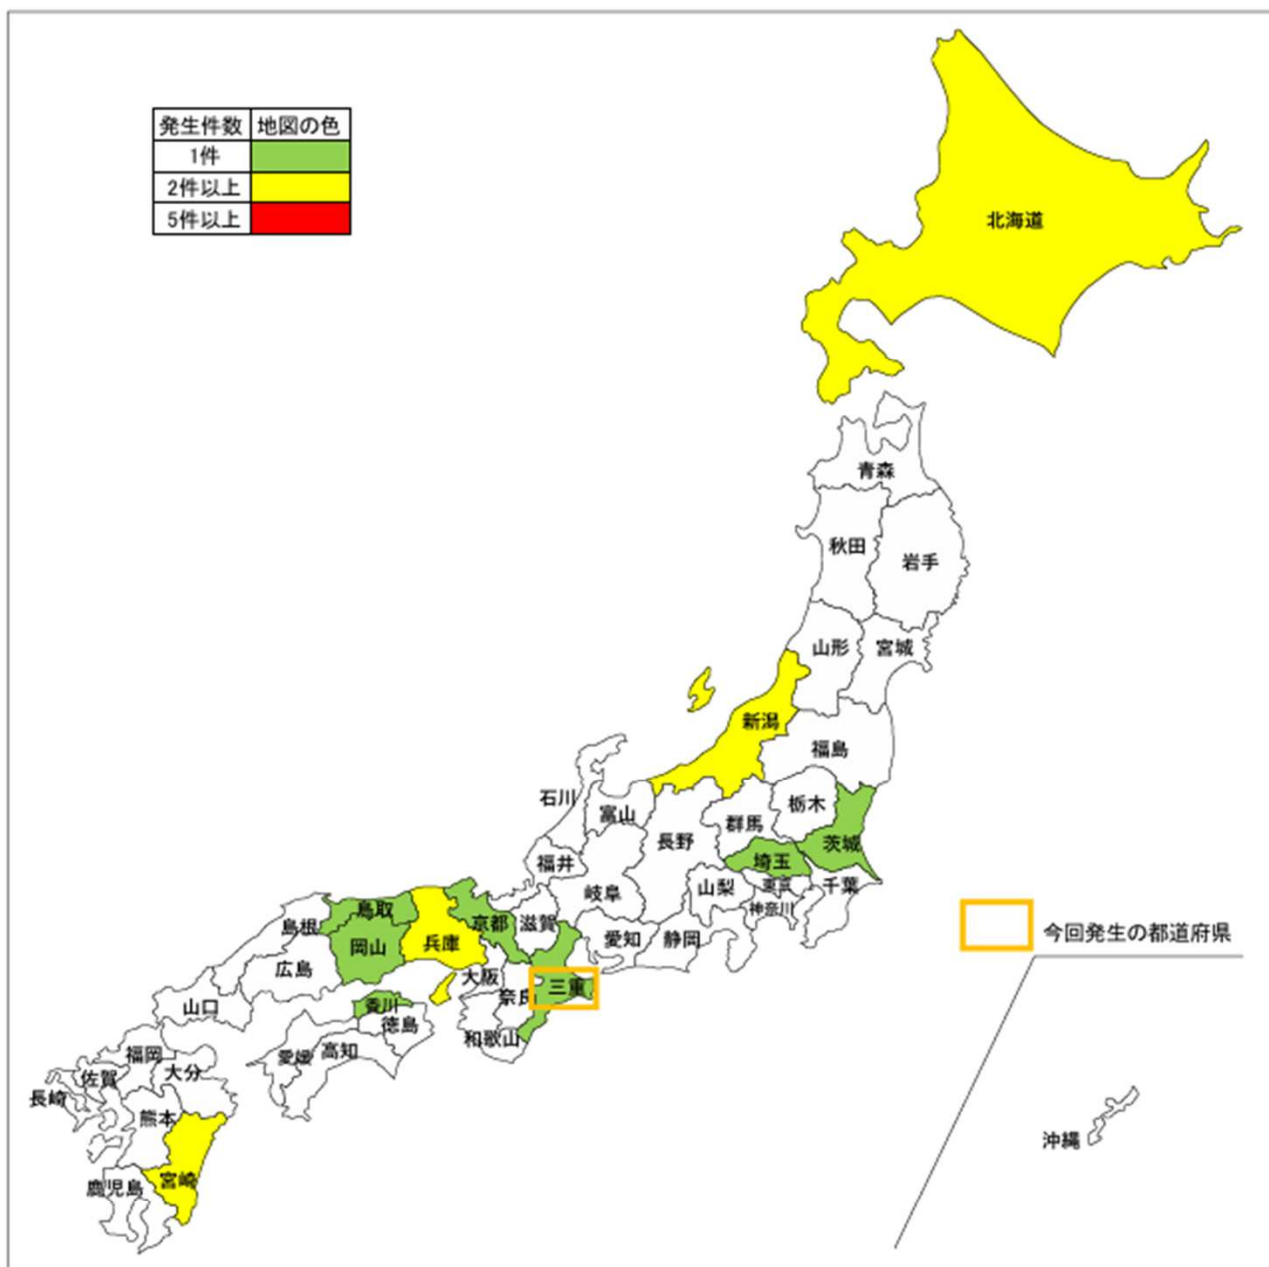 発生件数 地図の色
1件
2件以上
5件以上
北海道
青森
秋田
岩手
山形
宮城
新潟
福島
石川
富山
栃木
群馬
長野
茨城
福井
埼玉
岐阜
山梨
東京
千葉
神奈川
鳥取
島根
京都
滋賀
岡山
兵庫
愛知
静岡
今回発生の都道府県
広島
大阪
三重
奈良
山口
香川
徳島
和歌山
福岡
愛媛
高知
大分
佐賀
長崎
熊本
沖縄
宮崎
鹿児島